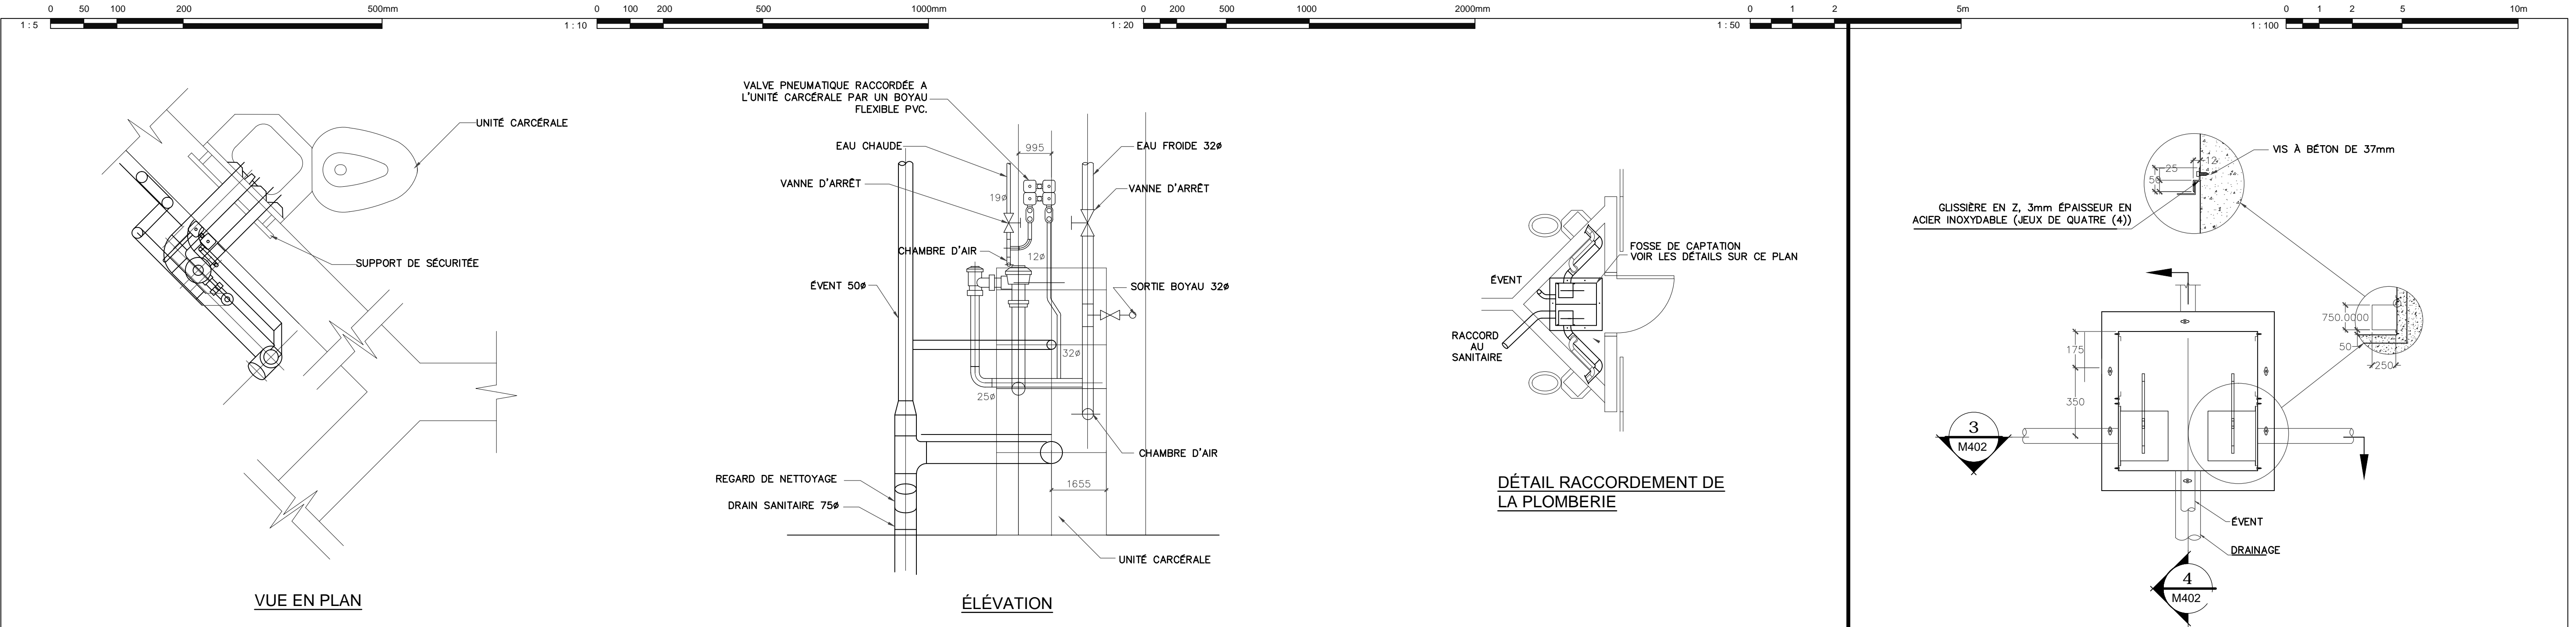 0 50 100 200 500mm
1 : 5
0 100 200 500 1000mm
1 : 10
0 200 500 1000 2000mm
1 : 20
0 1 2 5m
1 : 50
0 1 2 5 10m
1 : 100
UNITÉ CARCÉRALE
SUPPORT DE SÉCURITÉE
VUE EN PLAN
VALVE PNEUMATIQUE RACCORDÉE A
L'UNITÉ CARCÉRALE PAR UN BOYAU
FLEXIBLE PVC.
EAU CHAUDE
995
EAU FROIDE 32ø
VANNE D'ARRÊT
VANNE D'ARRÊT
19ø
CHAMBRE D'AIR
12ø
ÉVENT 50ø
SORTIE BOYAU 32ø
32ø
25ø
CHAMBRE D'AIR
REGARD DE NETTOYAGE
1655
DRAIN SANITAIRE 75ø
UNITÉ CARCÉRALE
ÉLÉVATION
FOSSE DE CAPTATION
VOIR LES DÉTAILS SUR CE PLAN
ÉVENT
RACCORD
AU
SANITAIRE
DÉTAIL RACCORDEMENT DE
LA PLOMBERIE
VIS À BÉTON DE 37mm
12
25
50
GLISSIÈRE EN Z, 3mm ÉPAISSEUR EN
ACIER INOXYDABLE (JEUX DE QUATRE (4))
750.0000
50
250
175
350
3
M402
ÉVENT
DRAINAGE
4
M402